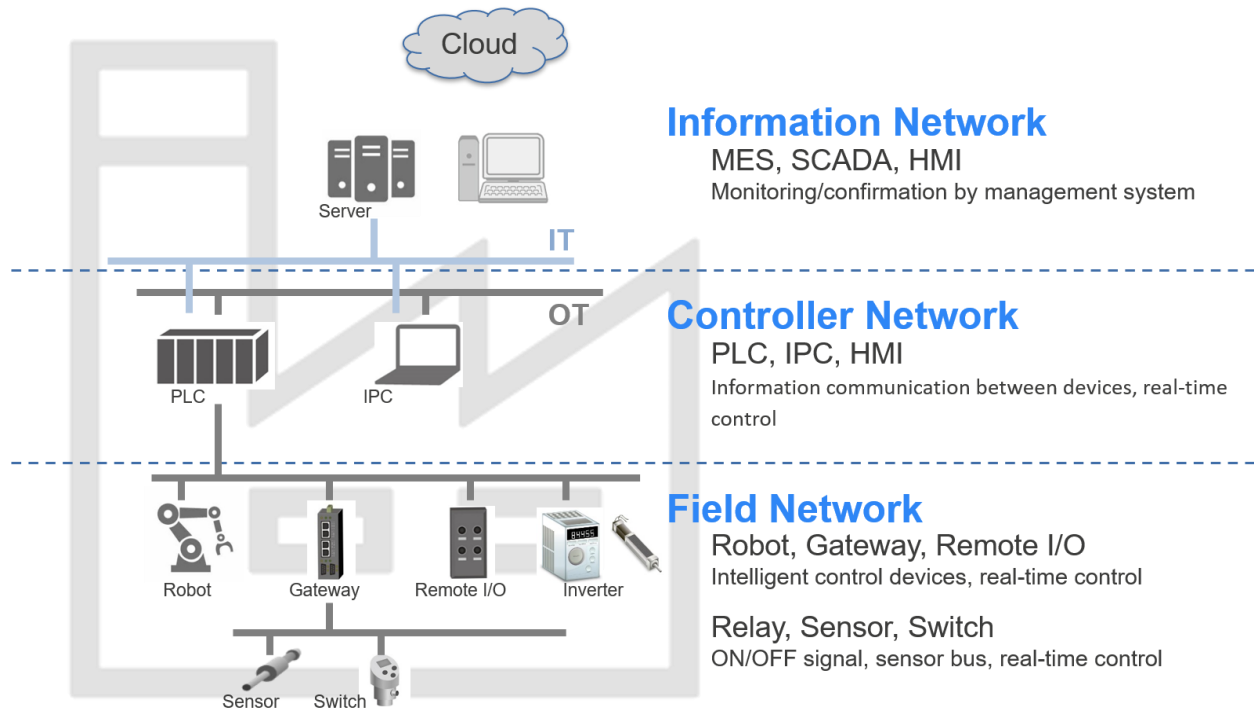 Cloud
Information Network
MES, SCADA, HMI
Monitoring/confirmation by management system
Server
IT
OT
Controller Network
PLC, IPC, HMI
Information communication between devices, real-time
control
PLC
IPC
Field Network
Robot, Gateway, Remote I/O
Intelligent control devices, real-time control
Robot
Gateway
Remote I/O
Inverter
Relay, Sensor, Switch
ON/OFF signal, sensor bus, real-time control
Sensor
Switch